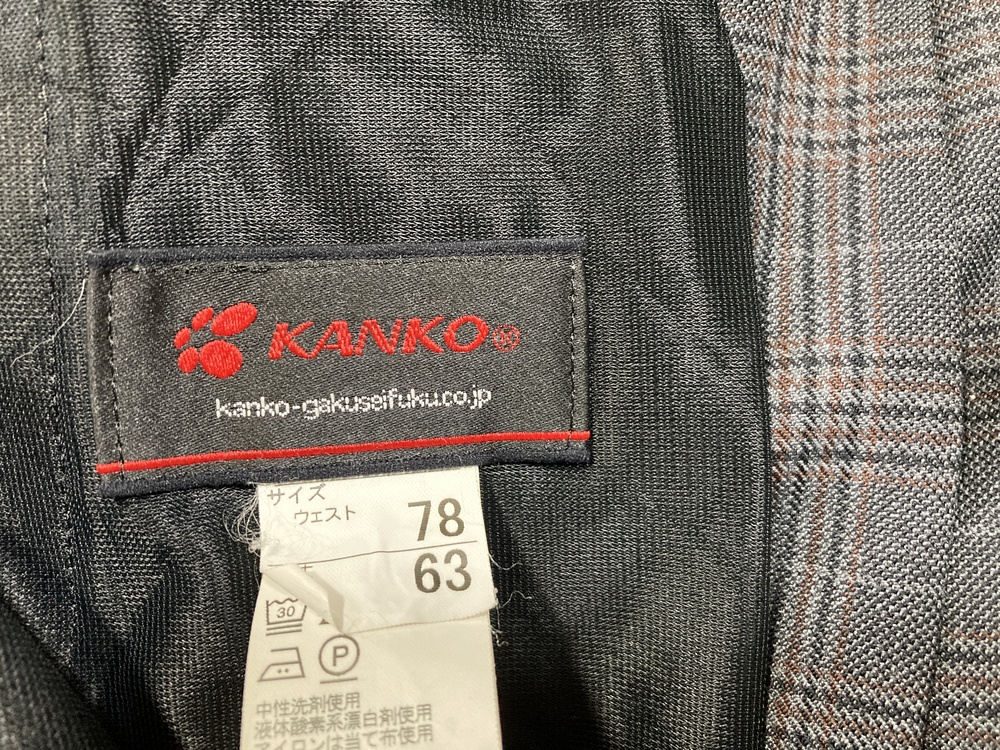 KANKO®
kanko-gakuseifuku.co.jp
サイズ
ウェスト 78
63
30
P
中性洗剤使用
液体酸素系漂白剤使用
アイロンは当て布使用